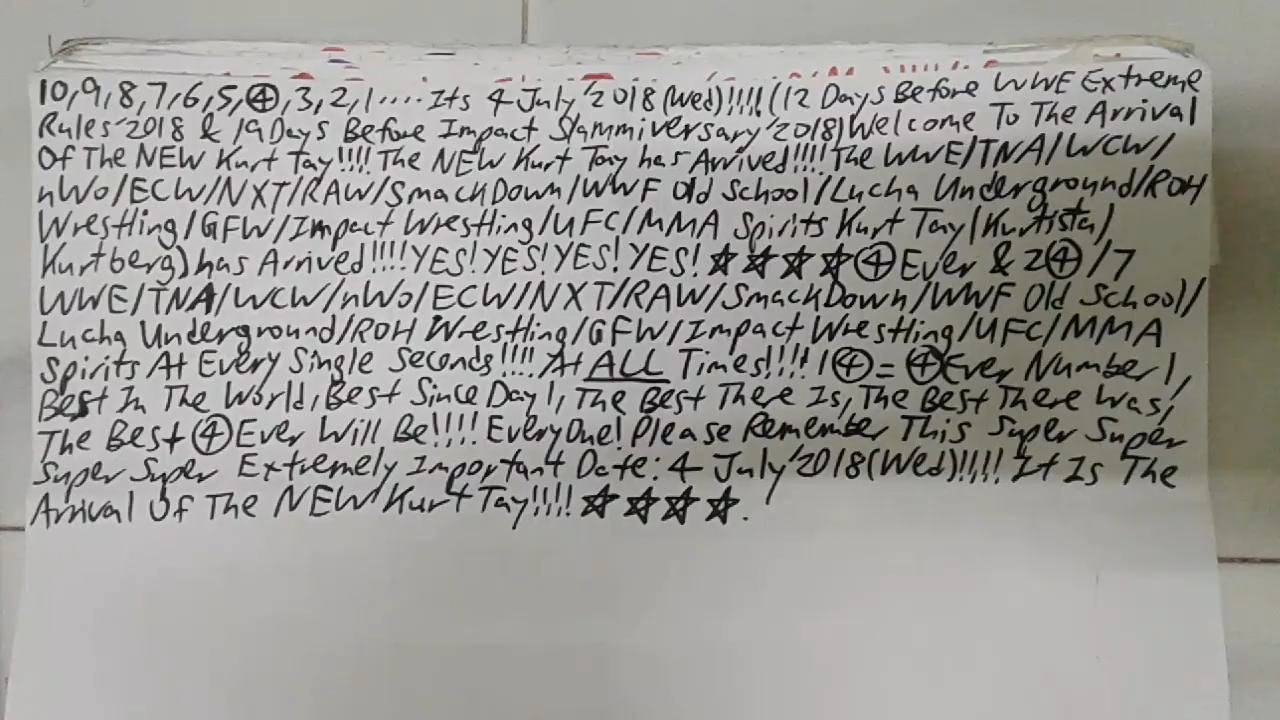 10,9,8,7,6,5,④,3,2,1.... Its 4 July '2018(Wed)!!!! (12 Days Before WWE Extreme
Rules'2018 & 19 Days Before Impact Slammiversary'2018) Welcome To The Arrival
Of The NEW Kurt Tay!!!! The NEW Kurt Tay has Arrived!!!! The WWE/TNA/WCW/
nWo/ECW/NXT/RAW/SmackDown/WWF Old School/Lucha Underground/ROH
Wrestling/GFW/Impact Wrestling/UFC/MMA Spirits Kurt Tay(Kurtista/
Kurtberg) has Arrived!!!! YES! YES! YES! YES! ★★★★④Ever & 2④/7
WWE/TNA/WCW/nWo/ECW/NXT/RAW/SmackDown/WWF Old School/
Lucha Underground/ROH Wrestling/GFW/Impact Wrestling/UFC/MMA
Spirits At Every Single Seconds!!!! At ALL Times!!!! 1④=④Ever Number 1,
Best In The World, Best Since Day 1, The Best There Is, The Best There Was,
The Best ④Ever Will Be!!!! EveryOne! Please Remember This Super Super
Super Super Extremely Important Date: 4 July'2018(Wed)!!!! It Is The
Arrival Of The NEW Kurt Tay!!!! ★★★★.